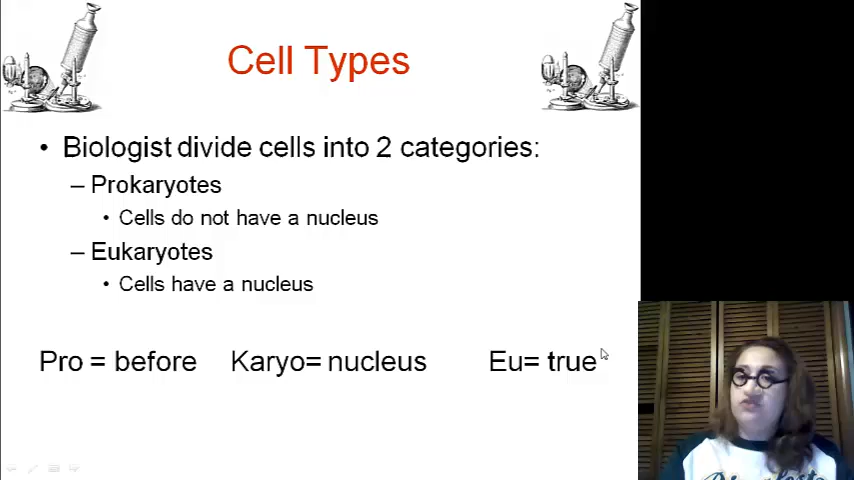 Cell Types
• Biologist divide cells into 2 categories:
– Prokaryotes
• Cells do not have a nucleus
– Eukaryotes
• Cells have a nucleus
Pro = before Karyo= nucleus Eu= true